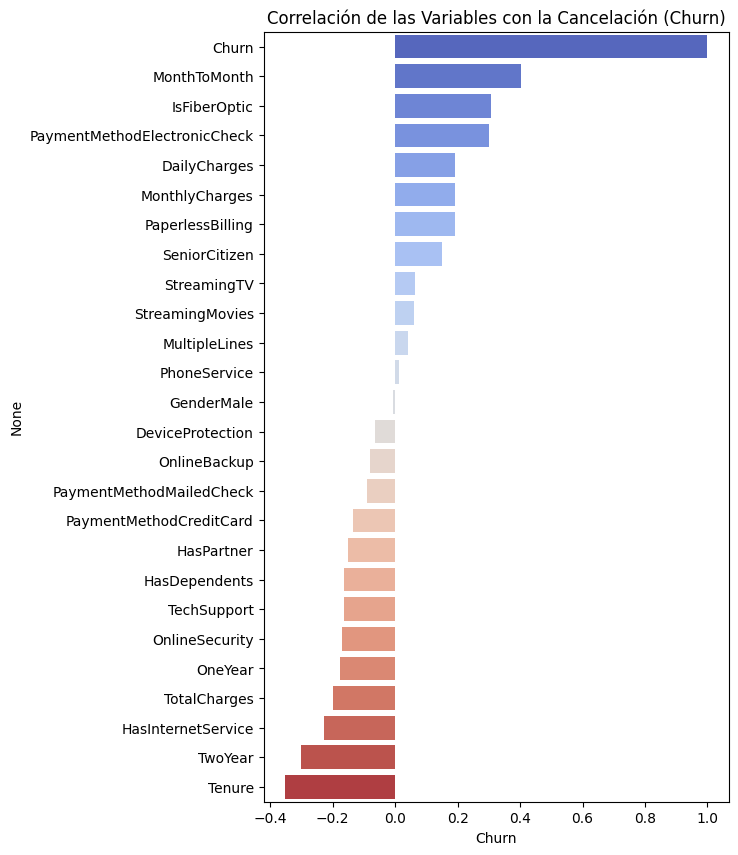 Correlación de las Variables con la Cancelación (Churn)
Churn
MonthToMonth
IsFiberOptic
PaymentMethodElectronicCheck
DailyCharges
MonthlyCharges
PaperlessBilling
SeniorCitizen
StreamingTV
StreamingMovies
MultipleLines
PhoneService
GenderMale
DeviceProtection
OnlineBackup
PaymentMethodMailedCheck
PaymentMethodCreditCard
HasPartner
HasDependents
TechSupport
OnlineSecurity
OneYear
TotalCharges
HasInternetService
TwoYear
Tenure
None
−0.4 −0.2 0.0 0.2 0.4 0.6 0.8 1.0
Churn